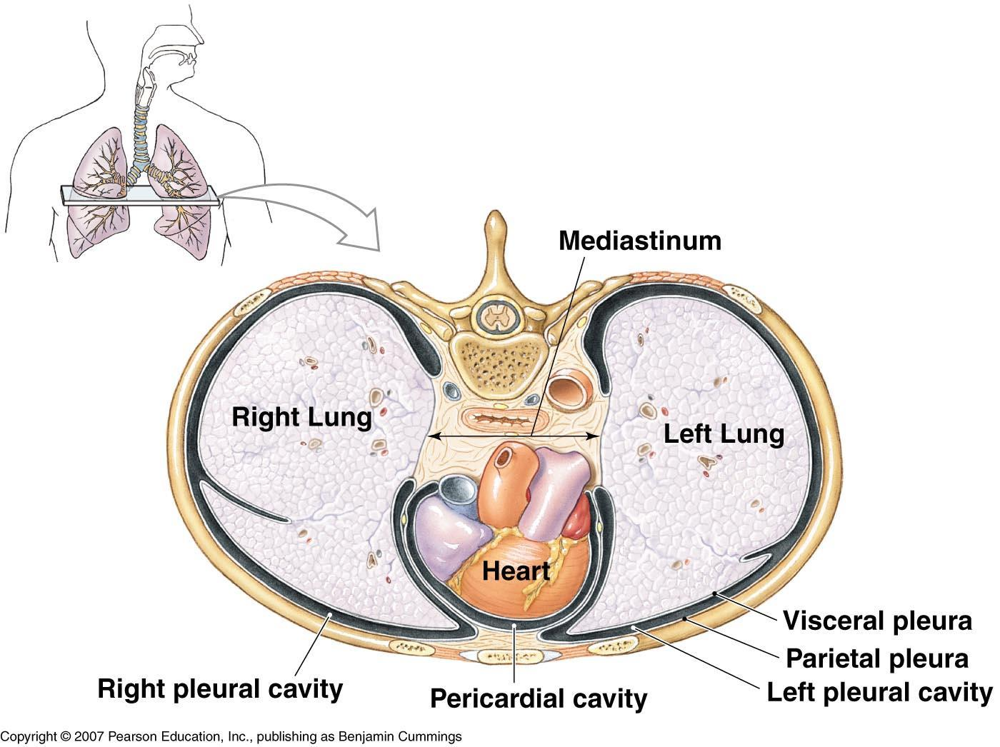 Mediastinum
Right Lung
Left Lung
Heart
Visceral pleura
Parietal pleura
Left pleural cavity
Right pleural cavity
Pericardial cavity
Copyright © 2007 Pearson Education, Inc., publishing as Benjamin Cummings